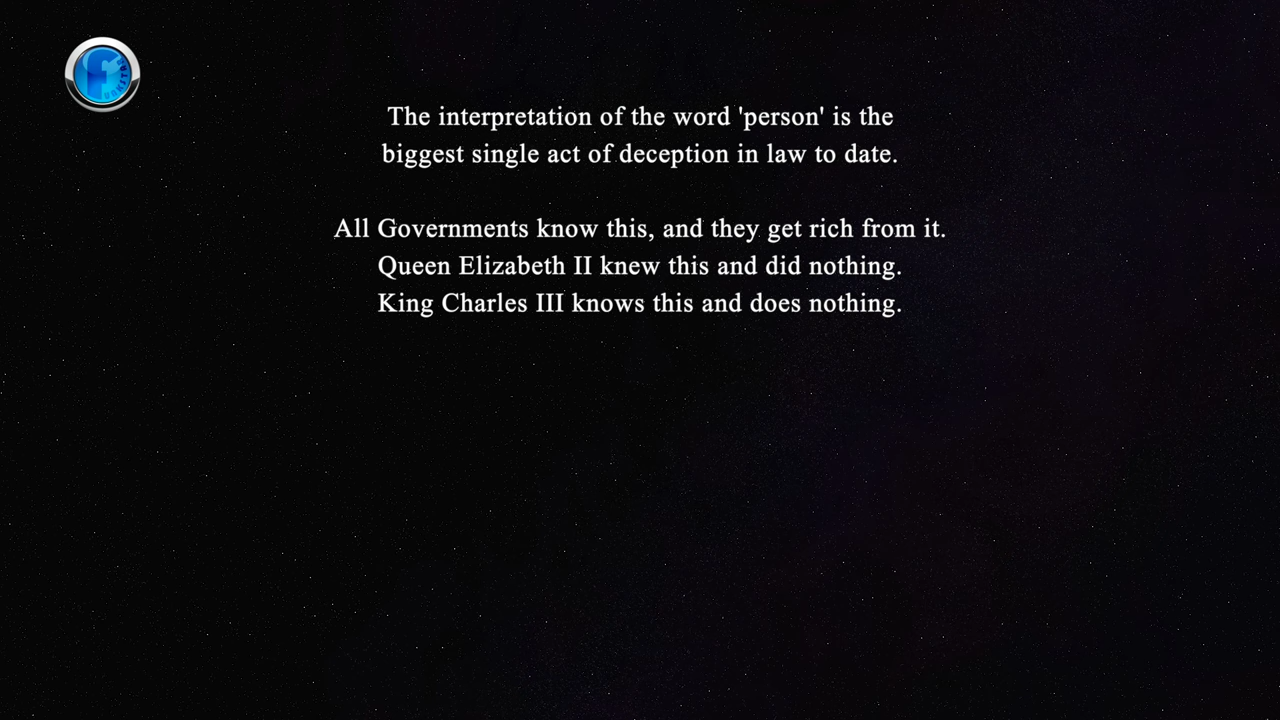 The interpretation of the word 'person' is the
biggest single act of deception in law to date.
All Governments know this, and they get rich from it.
Queen Elizabeth II knew this and did nothing.
King Charles III knows this and does nothing.